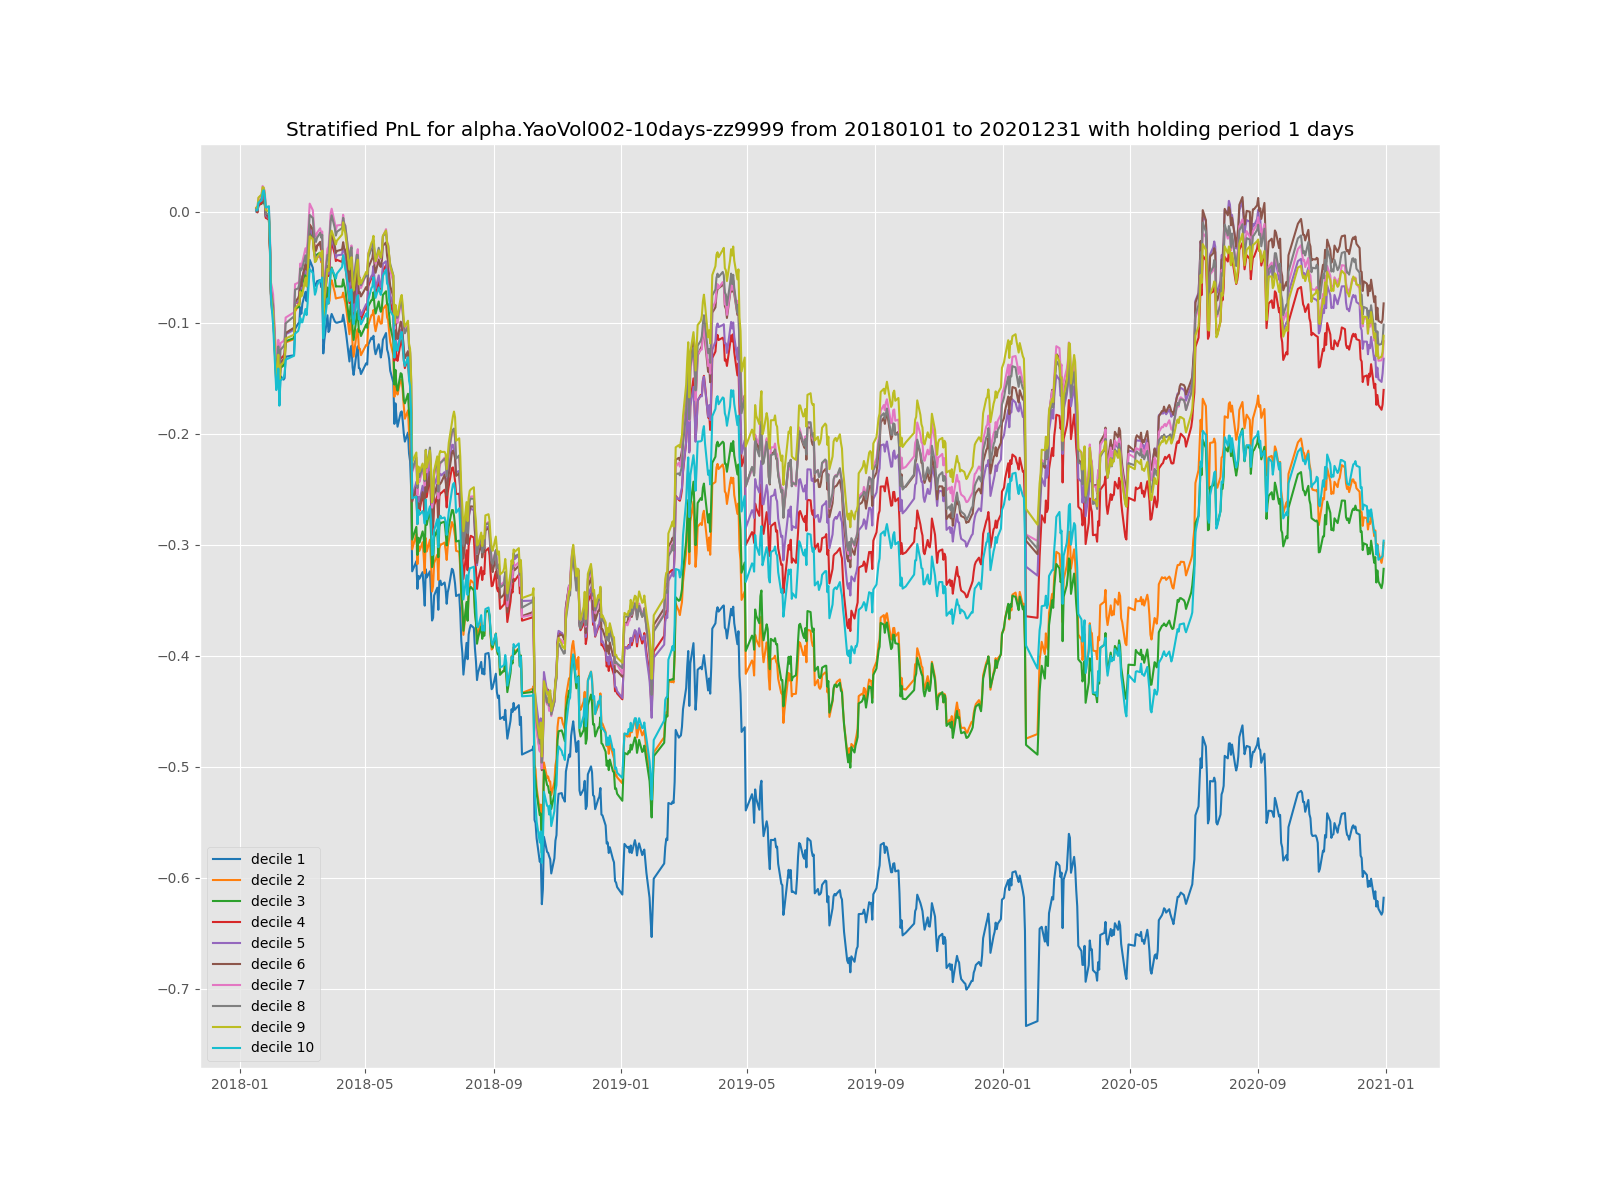 Stratified PnL for alpha.YaoVol002-10days-zz9999 from 20180101 to 20201231 with holding period 1 days
0.0
−0.1
−0.2
−0.3
−0.4
−0.5
−0.6
−0.7
decile 1
decile 2
decile 3
decile 4
decile 5
decile 6
decile 7
decile 8
decile 9
decile 10
2018-01 2018-05 2018-09 2019-01 2019-05 2019-09 2020-01 2020-05 2020-09 2021-01